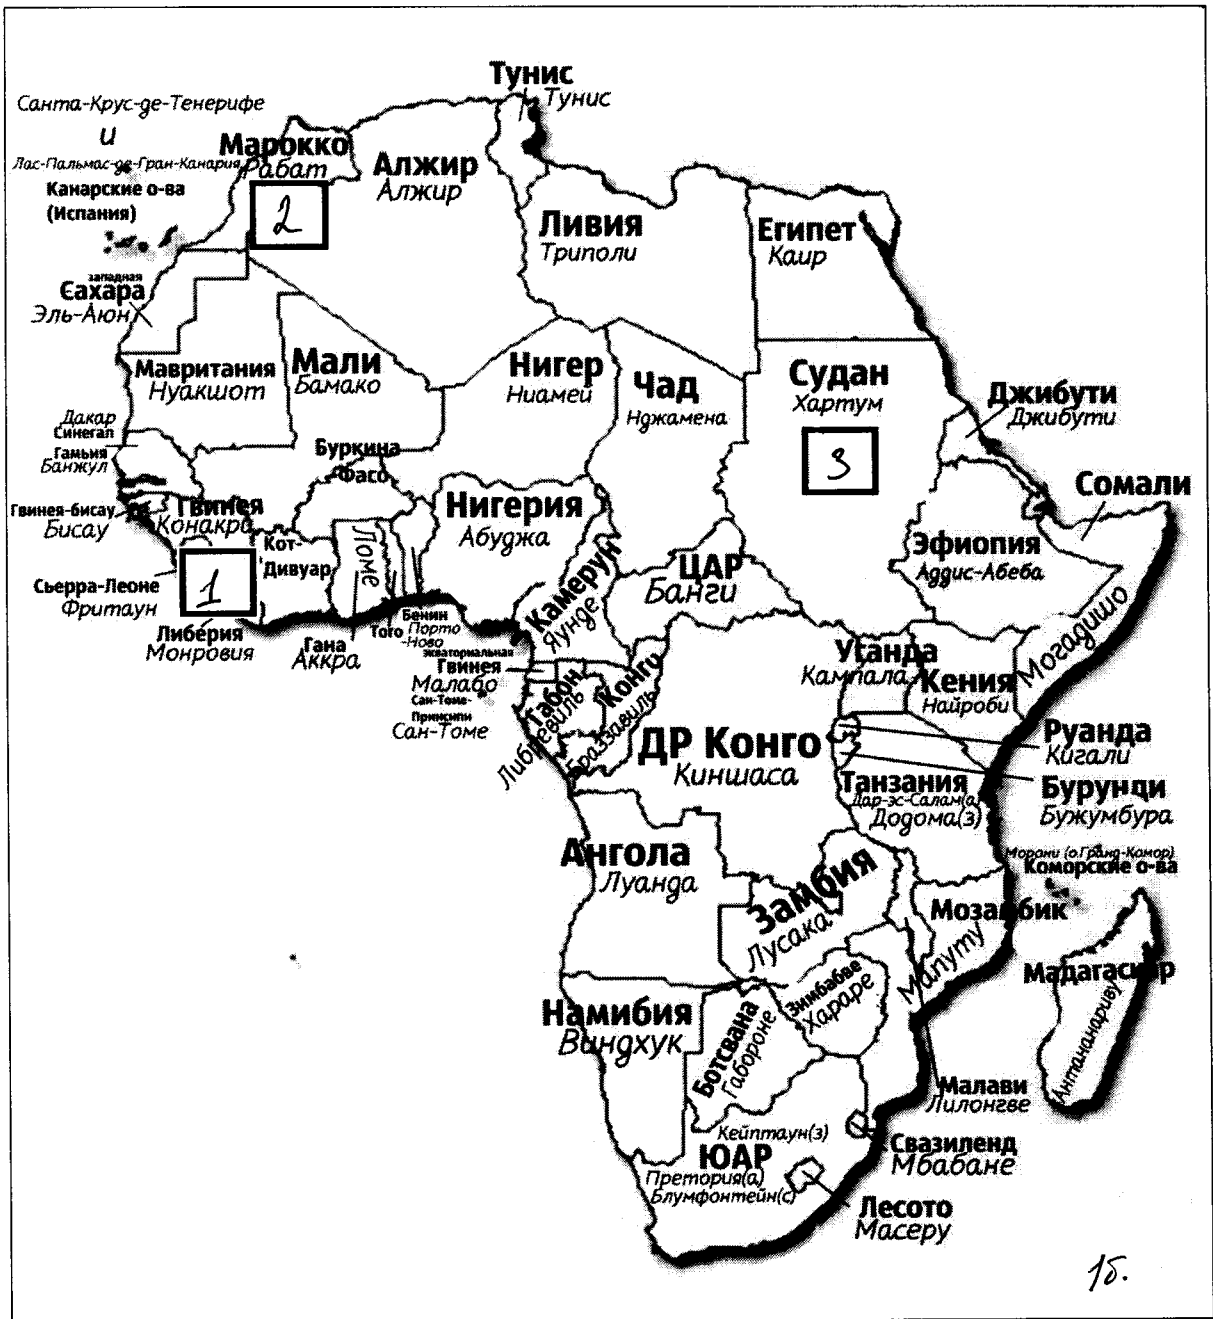 Тунис
Тунис
Санта-Крус-де-Тенерифе
и
Лас-Пальмас-де-Гран-Канария
Канарские о-ва
(Испания)
Марокко
Рабат
2
Алжир
Алжир
Ливия
Триполи
Египет
Каир
западная
Сахара
Эль-Аюн
Мавритания
Нуакшот
Мали
Бамако
Нигер
Ниамей
Чад
Нджамена
Судан
Хартум
3
Джибути
Джибути
Дакар
Синегал
Гамьия
Банжул
Буркина
Фасо
Гвинея-бисау
Бисау
Гвинея
Конакри
Нигерия
Абуджа
Сомали
Могадишо
Эфиопия
Аддис-Абеба
Кот-
Дивуар
Ломе
Камерун
Яунде
ЦАР
Банги
Сьерра-Леоне
Фритаун
1
Либерия
Монровия
Гана
Аккра
Того
Бенин
Порто
-Ново
экваториальная
Гвинея
Малабо
Сан-Томе-
Принсипи
Сан-Томе
Габон
Либревиль
Конго
Браззавиль
Уганда
Кампала
Кения
Найроби
ДР Конго
Киншаса
Руанда
Кигали
Танзания
Дар-эс-Салам(а)
Додома(з)
Бурунди
Бужумбура
Ангола
Луанда
Морони (о.Гранд-Комор)
Коморские о-ва
Замбия
Лусака
Мозамбик
Мапуту
Мадагаскар
Антананариву
Намибия
Виндхук
Ботсвана
Габороне
Зимбабве
Хараре
Малави
Лилонгве
Кейптаун(з)
ЮАР
Претория(а)
Блумфонтейн(с)
Свазиленд
Мбабане
Лесото
Масеру
1б.